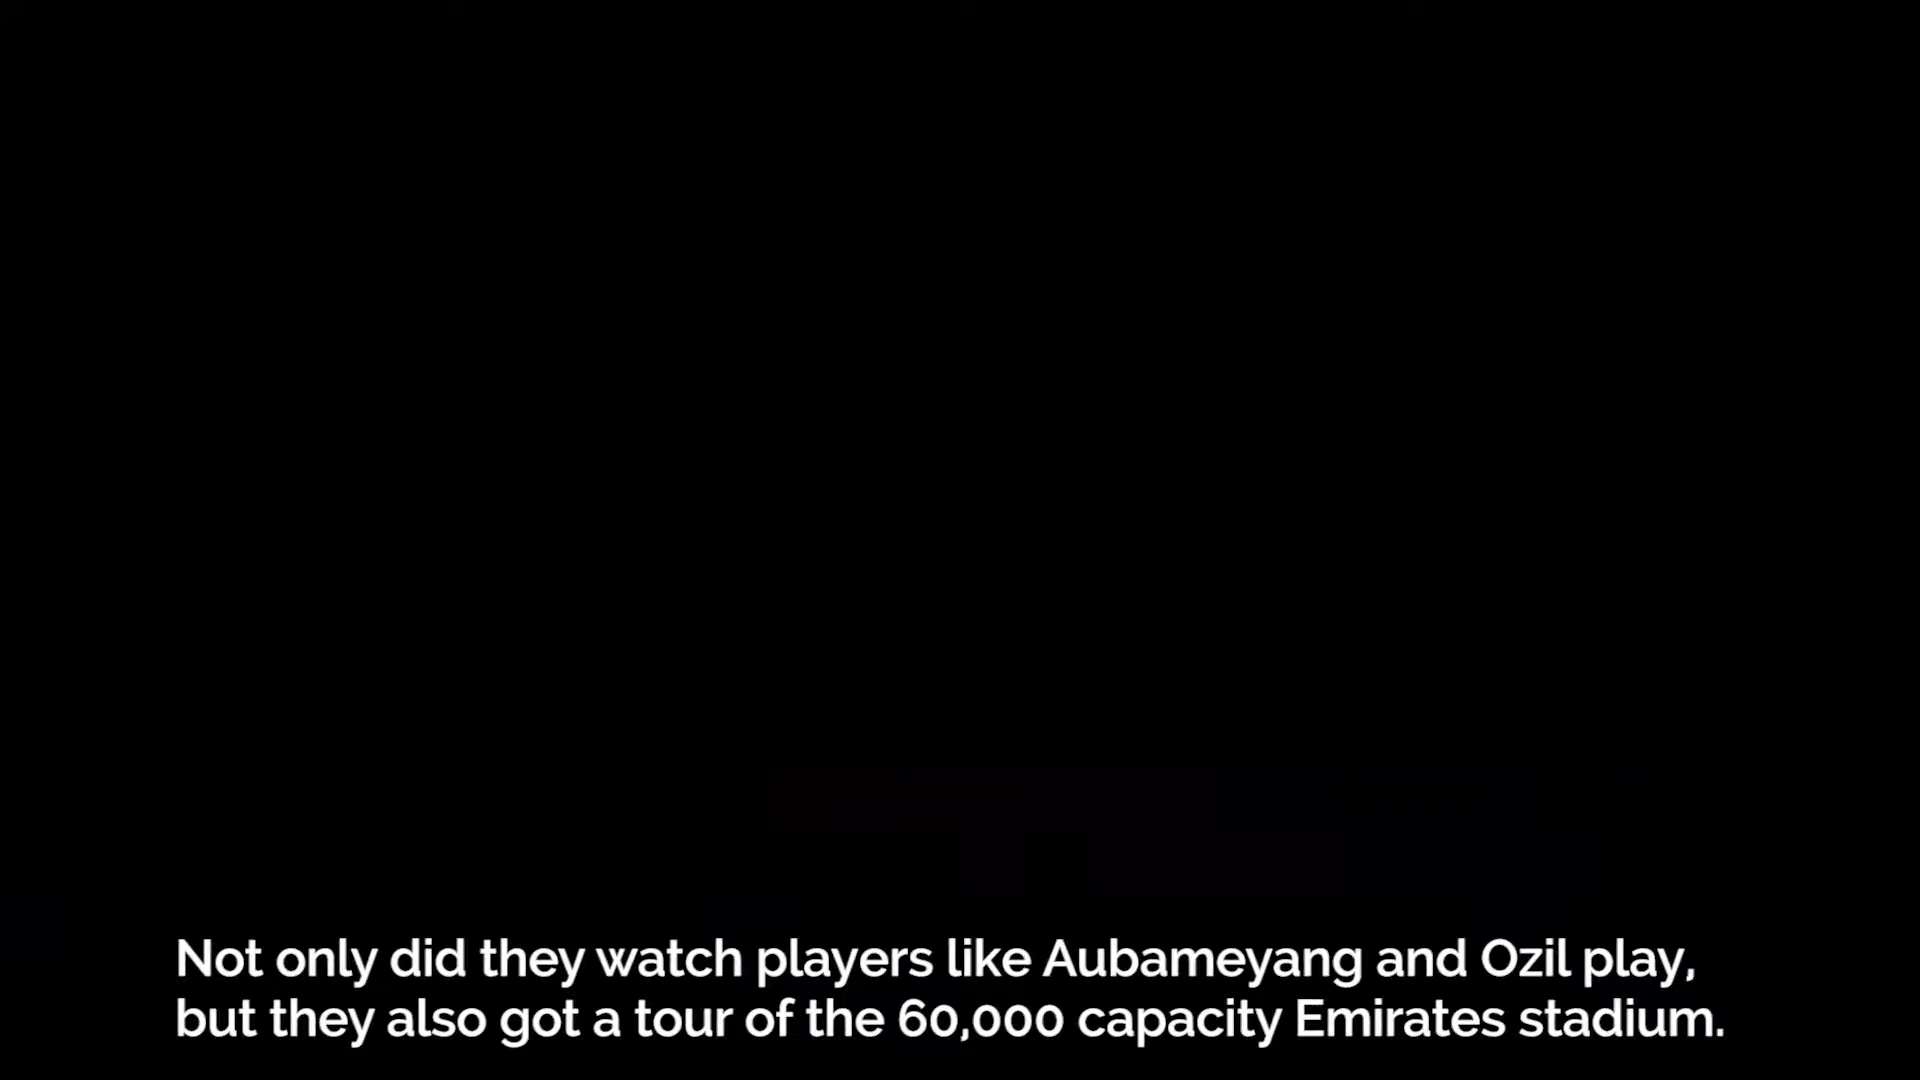 Not only did they watch players like Aubameyang and Ozil play,
but they also got a tour of the 60,000 capacity Emirates stadium.